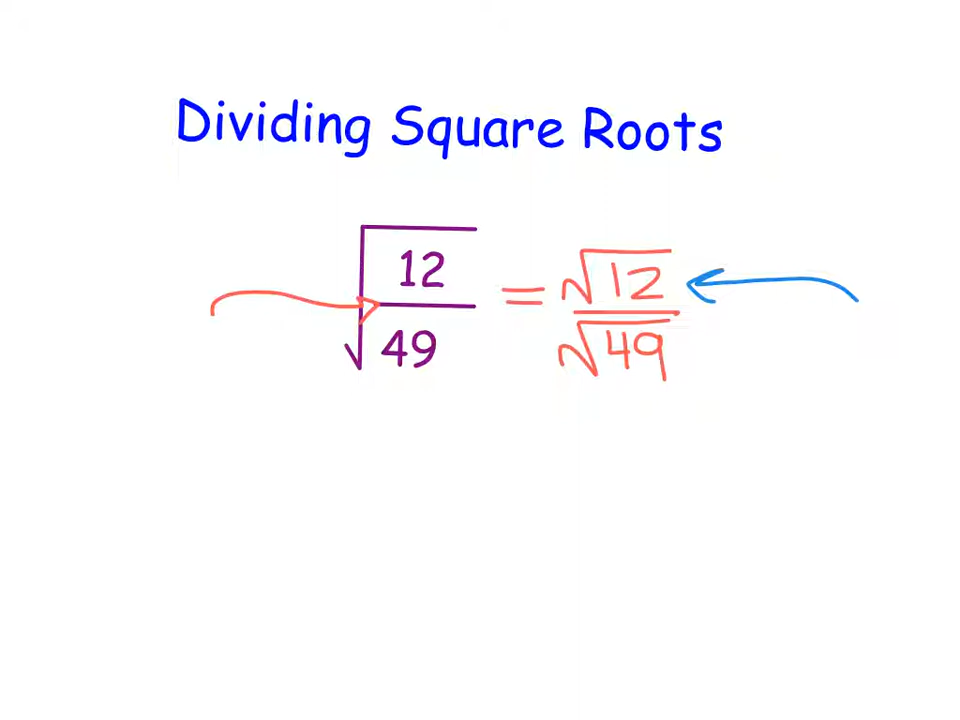 Dividing Square Roots
√(12/49) = √12/√49